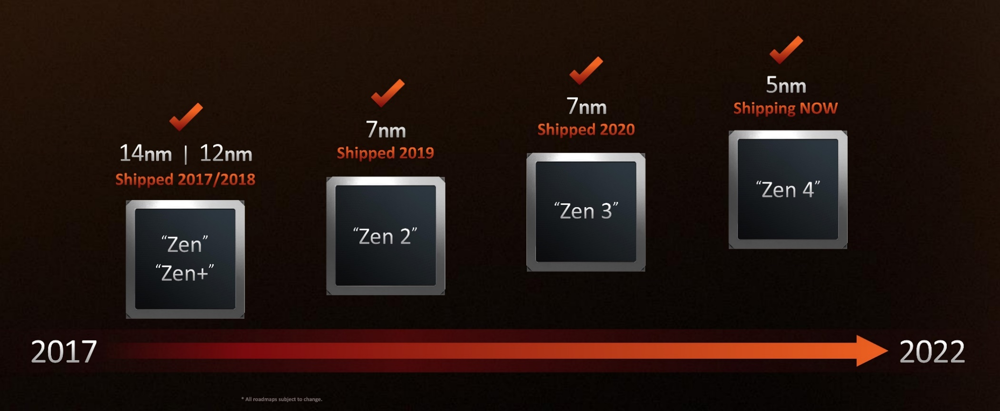 14nm | 12nm
Shipped 2017/2018
“Zen”
“Zen+”
7nm
Shipped 2019
“Zen 2”
7nm
Shipped 2020
“Zen 3”
5nm
Shipping NOW
“Zen 4”
2017
2022
* All roadmaps subject to change.